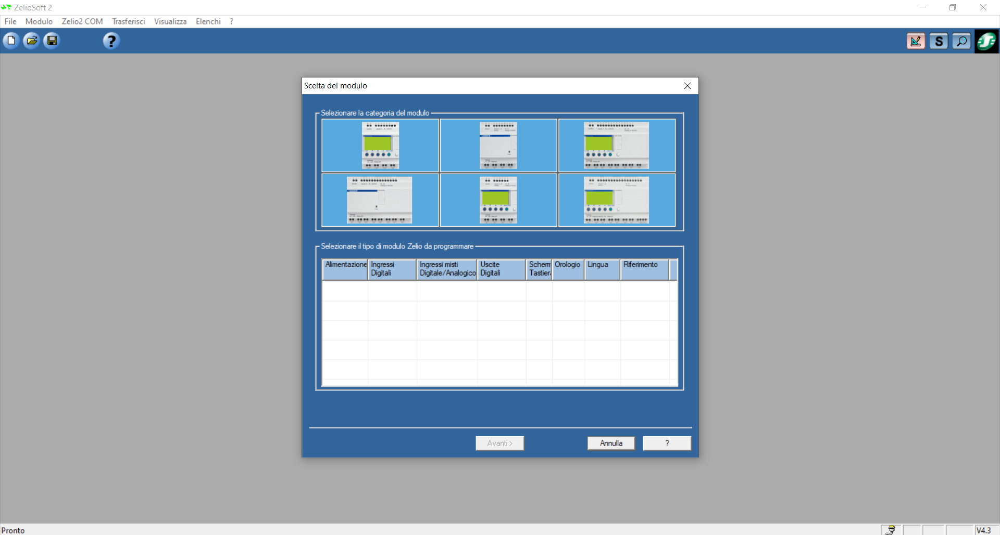 ZelioSoft 2
File Modulo Zelio2 COM Trasferisci Visualizza Elenchi ?
?
S
Scelta del modulo
Selezionare la categoria del modulo
Selezionare il tipo di modulo Zelio da programmare
Alimentazione Ingressi Ingressi misti Uscite Scherm Orologio Lingua Riferimento
Digitali Digitale/Analogico Digitali Tastier
Avanti > Annulla ?
Pronto V4.3